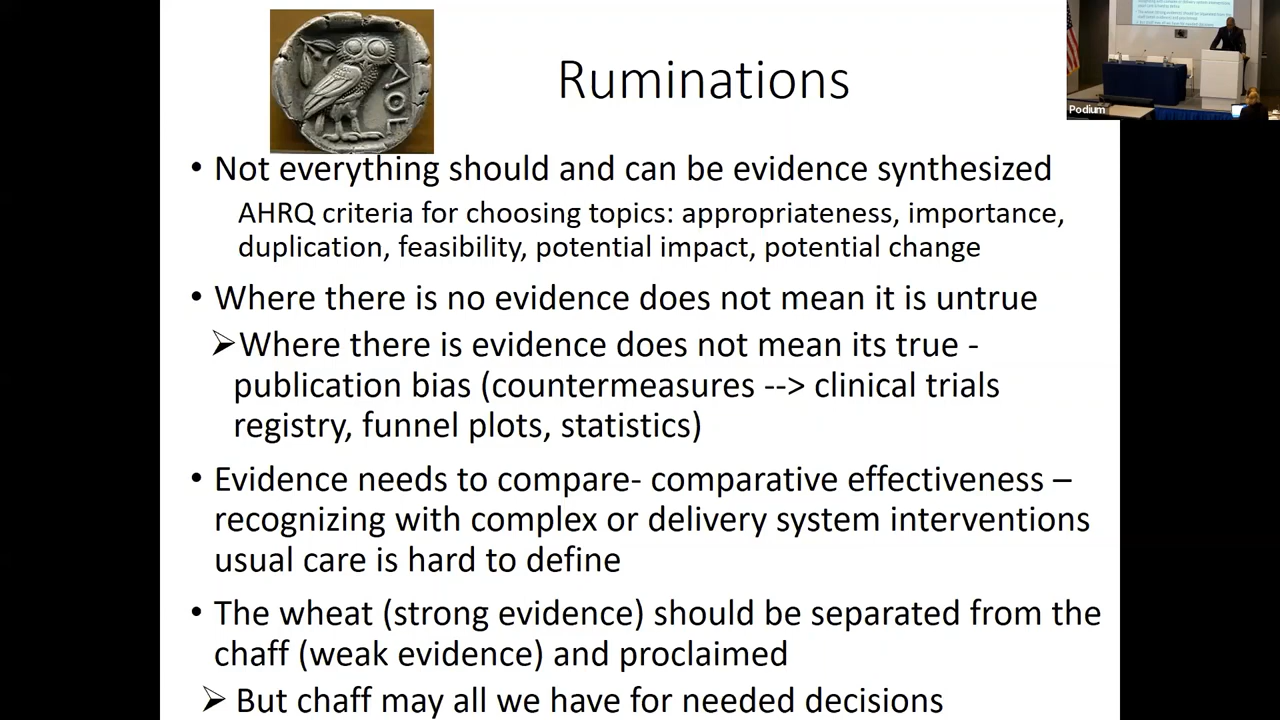 Ruminations
ΑΘΕ
• Not everything should and can be evidence synthesized
AHRQ criteria for choosing topics: appropriateness, importance,
duplication, feasibility, potential impact, potential change
• Where there is no evidence does not mean it is untrue
➢Where there is evidence does not mean its true -
publication bias (countermeasures --> clinical trials
registry, funnel plots, statistics)
• Evidence needs to compare- comparative effectiveness –
recognizing with complex or delivery system interventions
usual care is hard to define
• The wheat (strong evidence) should be separated from the
chaff (weak evidence) and proclaimed
➢ But chaff may all we have for needed decisions
Podium